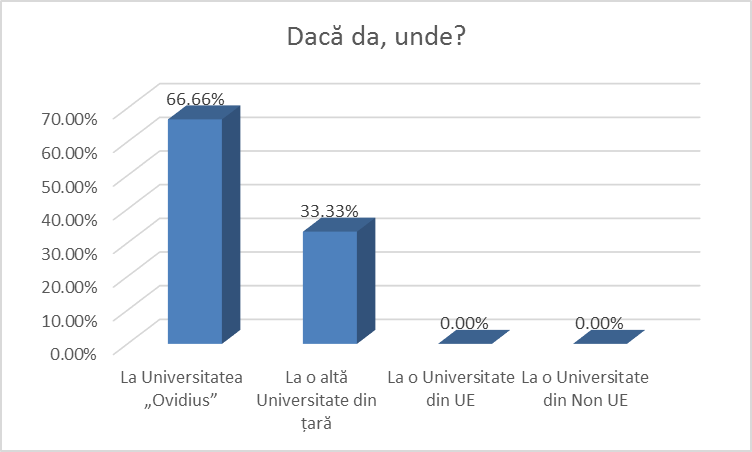 Dacă da, unde?
66.66%
33.33%
0.00%
0.00%
70.00%
60.00%
50.00%
40.00%
30.00%
20.00%
10.00%
0.00%
La Universitatea
„Ovidius”
La o altă
Universitate din
țară
La o Universitate
din UE
La o Universitate
din Non UE